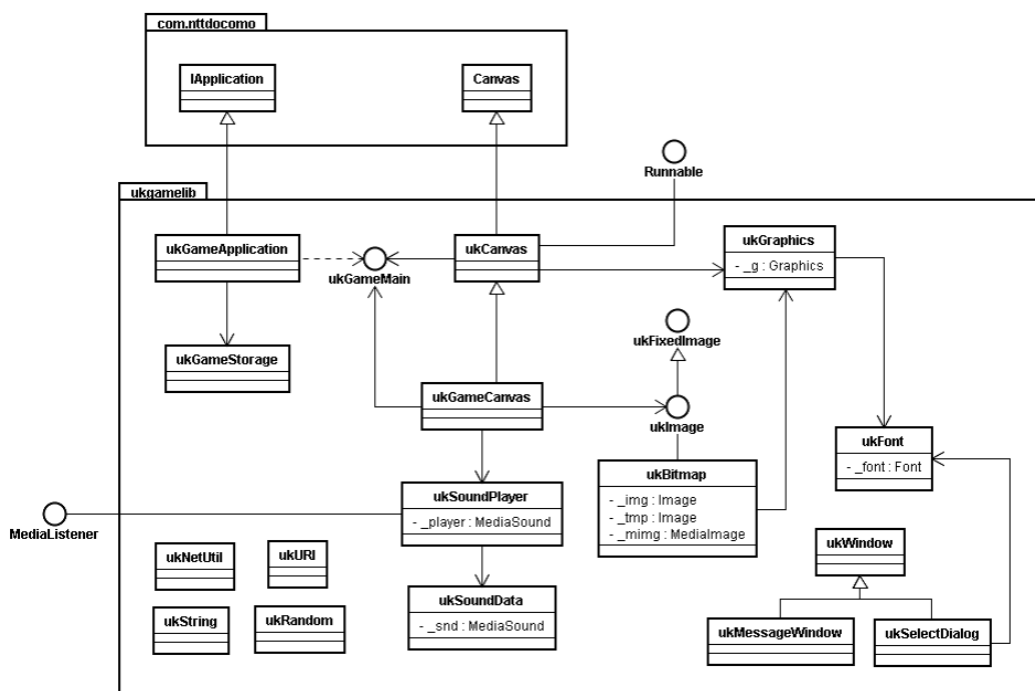 com.nttdocomo
IApplication
Canvas
Runnable
ukgamelib
ukGameApplication
ukGameMain
ukCanvas
ukGraphics
- _g : Graphics
ukGameStorage
ukFixedImage
ukGameCanvas
ukImage
ukFont
- _font : Font
ukBitmap
- _img : Image
- _tmp : Image
- _mimg : MediaImage
ukSoundPlayer
- _player : MediaSound
MediaListener
ukNetUtil
ukURI
ukWindow
ukString
ukRandom
ukSoundData
- _snd : MediaSound
ukMessageWindow
ukSelectDialog